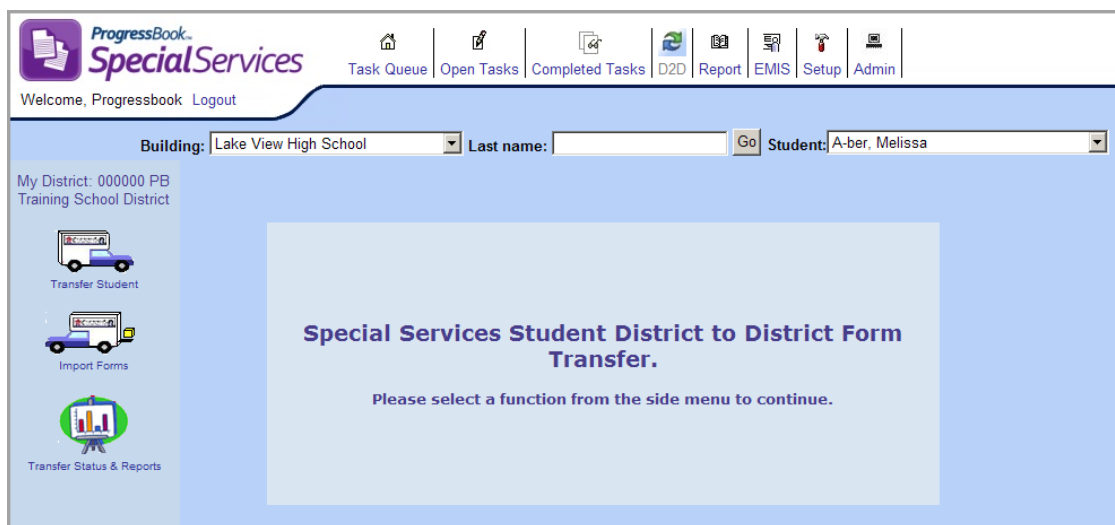 ProgressBook™
SpecialServices
Task Queue
Open Tasks
Completed Tasks
D2D
Report
EMIS
Setup
Admin
Welcome, Progressbook Logout
Building: Lake View High School Last name: Go Student: A-ber, Melissa
My District: 000000 PB
Training School District
Transfer Student
Import Forms
Transfer Status & Reports
Special Services Student District to District Form
Transfer.
Please select a function from the side menu to continue.